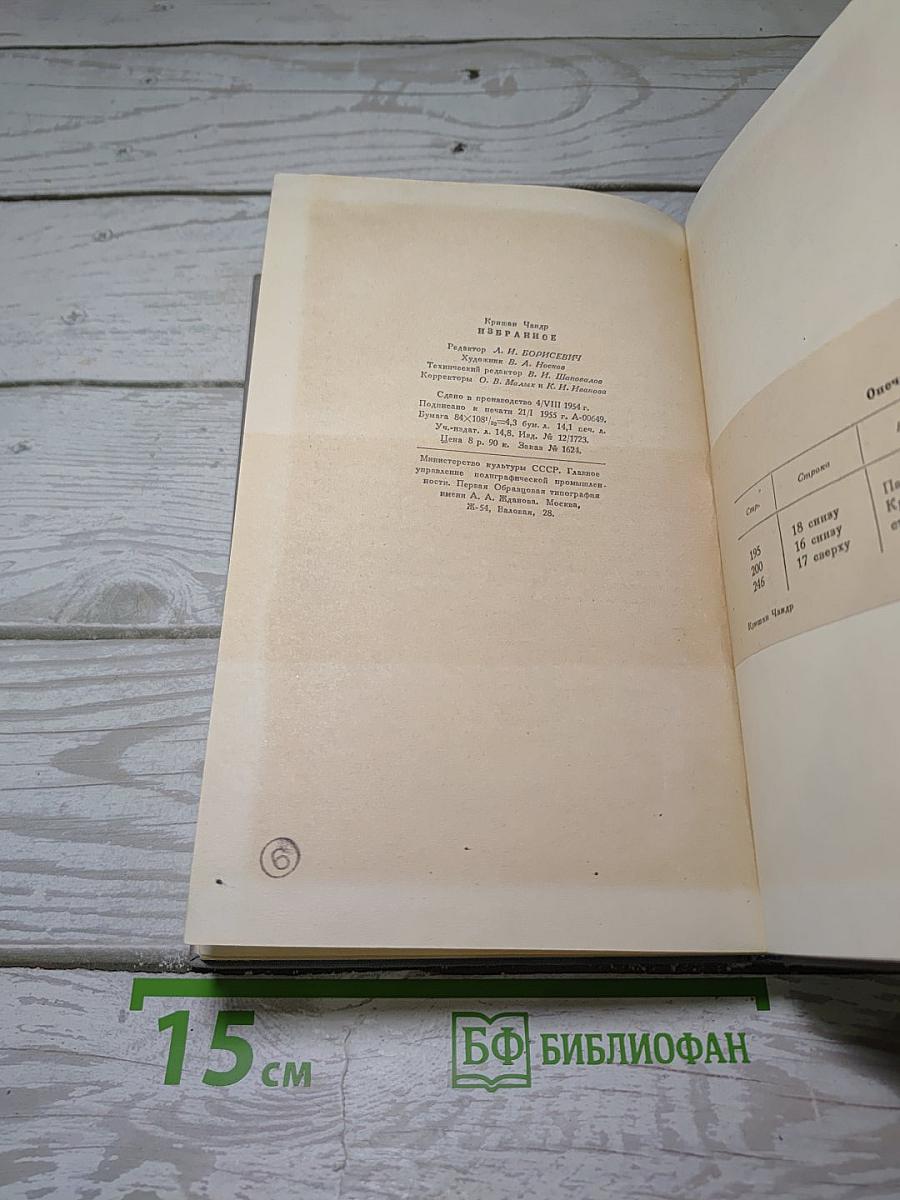 Кришан Чандр
ИЗБРАННОЕ
Редактор А. И. БОРИСЕВИЧ
Художник В. А. Носков
Технический редактор В. И. Шаповалов
Корректоры О. В. Малых и К. И. Иванова
Сдано в производство 4/VIII 1954 г.
Подписано к печати 21/I 1955 г. А-00649.
Бумага 84×108¹/₃₂=4,3 бум. л. 14,1 печ. л.
Уч.-издат. л. 14,8. Изд. № 12/1723.
Цена 8 р. 90 к. Заказ № 1624.
Министерство культуры СССР. Главное
управление полиграфической промышлен-
ности. Первая Образцовая типография
имени А. А. Жданова. Москва,
Ж-54, Валовая, 28.
6
Опеч
Стр. Строка
195 18 снизу
200 16 снизу
246 17 сверху
Кришан Чандр
15 см
БФ БИБЛИОФАН